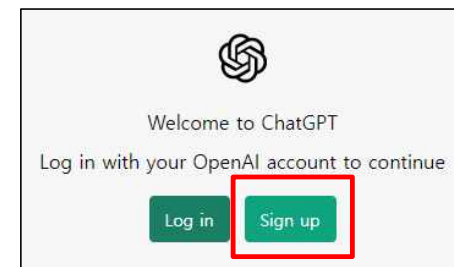 Welcome to ChatGPT
Log in with your OpenAI account to continue
Log in Sign up